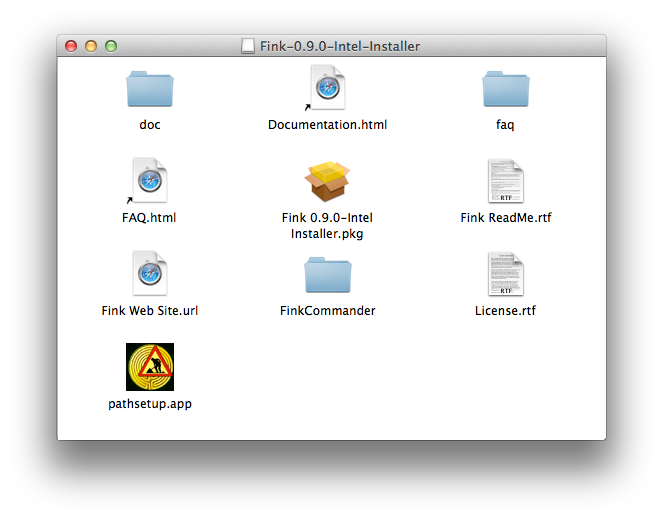 Fink-0.9.0-Intel-Installer
doc
Documentation.html
faq
FAQ.html
Fink 0.9.0-Intel
Installer.pkg
RTF
Fink ReadMe.rtf
Fink Web Site.url
FinkCommander
RTF
License.rtf
pathsetup.app